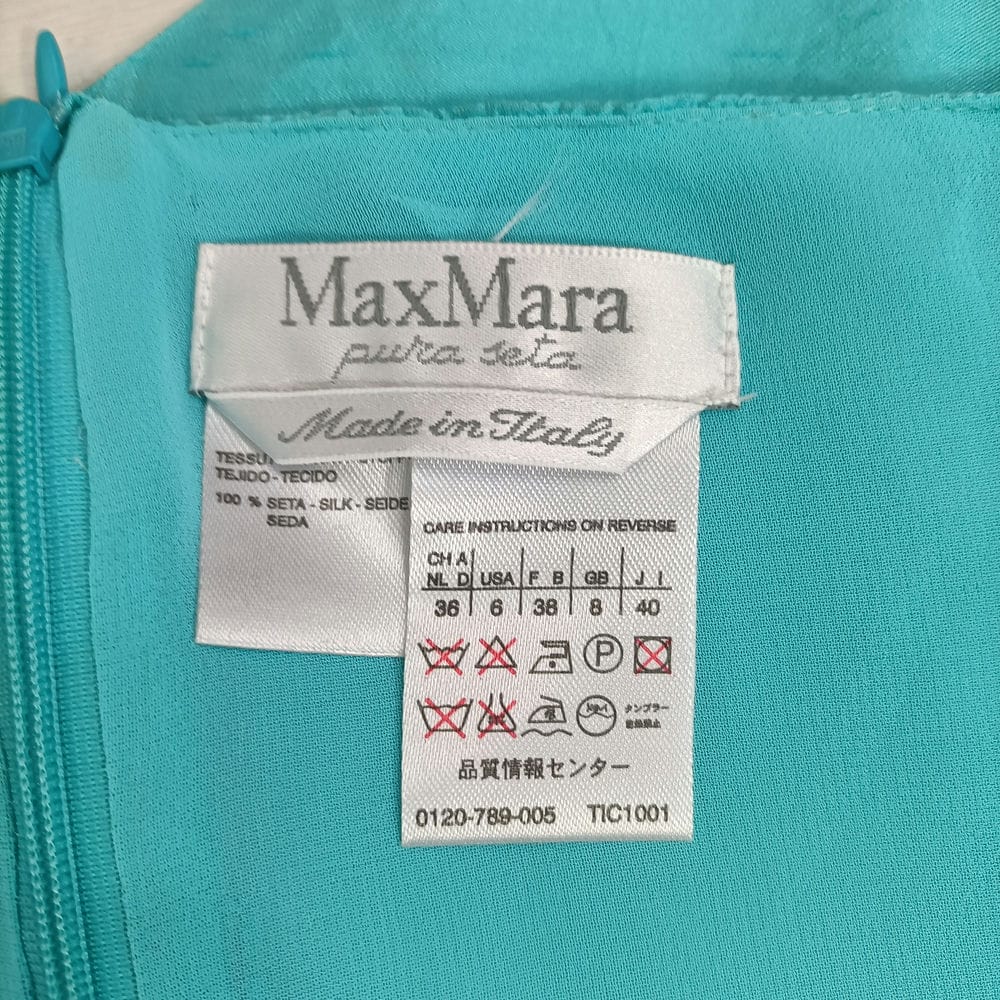 MaxMara
pura seta
Made in Italy
TEJIDO - TECIDO
100 % SETA - SILK - SEIDE
SEDA
CARE INSTRUCTIONS ON REVERSE
CH A
NL D USA F B GB J I
36 6 38 8 40
P
タンブラー
品質情報センター
0120-789-005 TIC1001